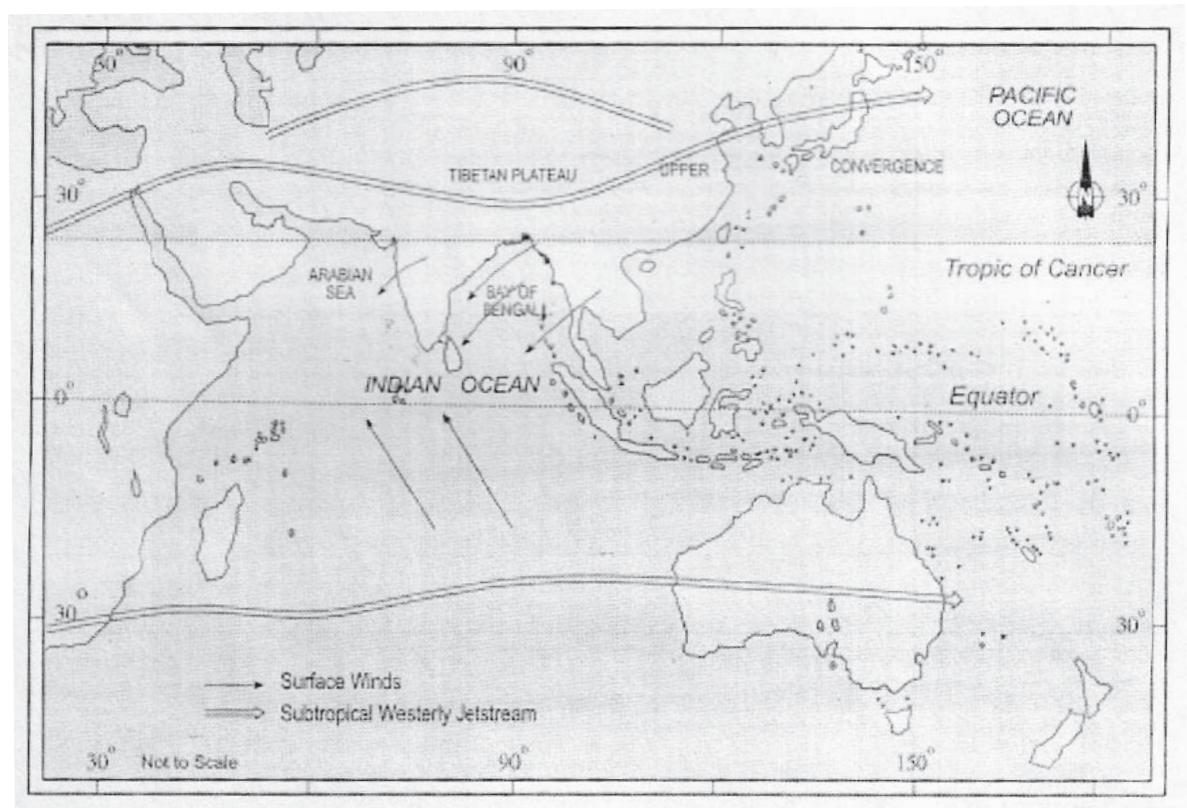 30°
90°
150°
PACIFIC
OCEAN
TIBETAN PLATEAU
UPPER
CONVERGENCE
N
30°
30°
Tropic of Cancer
ARABIAN
SEA
BAY OF
BENGAL
INDIAN OCEAN
Equator
0°
0°
30°
30°
Surface Winds
Subtropical Westerly Jetstream
30°
Not to Scale
90°
150°